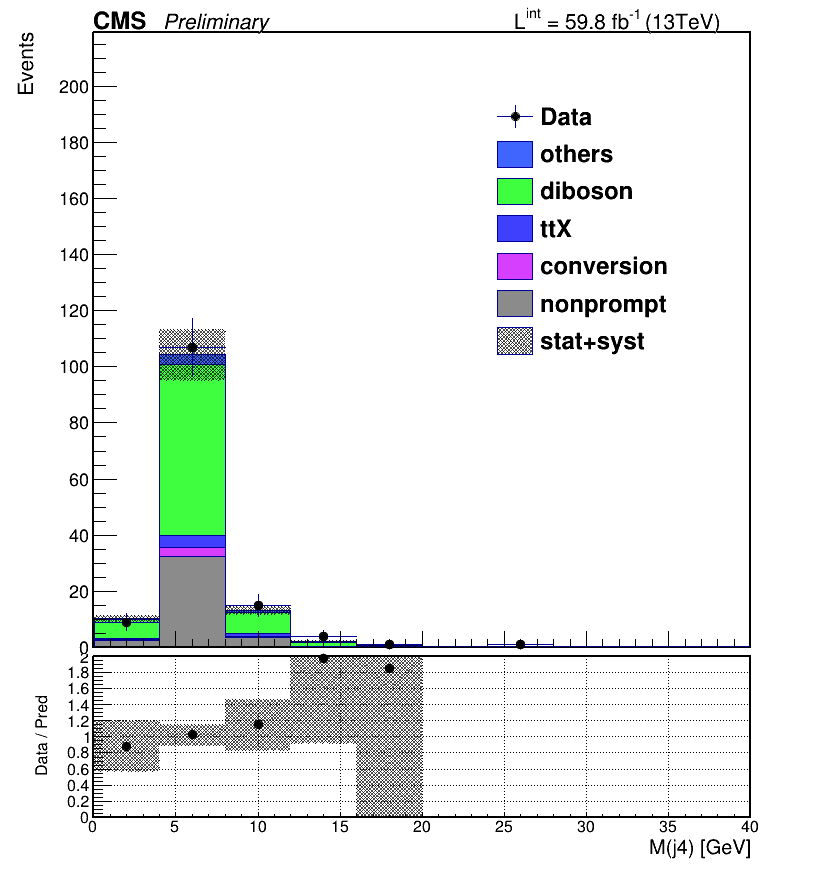 CMS Preliminary L^int = 59.8 fb^-1 (13TeV)
Events
200
180
160
140
120
100
80
60
40
20
0
Data
others
diboson
ttX
conversion
nonprompt
stat+syst
Data / Pred
2
1.8
1.6
1.4
1.2
1
0.8
0.6
0.4
0.2
0
0 5 10 15 20 25 30 35 40
M(j4) [GeV]